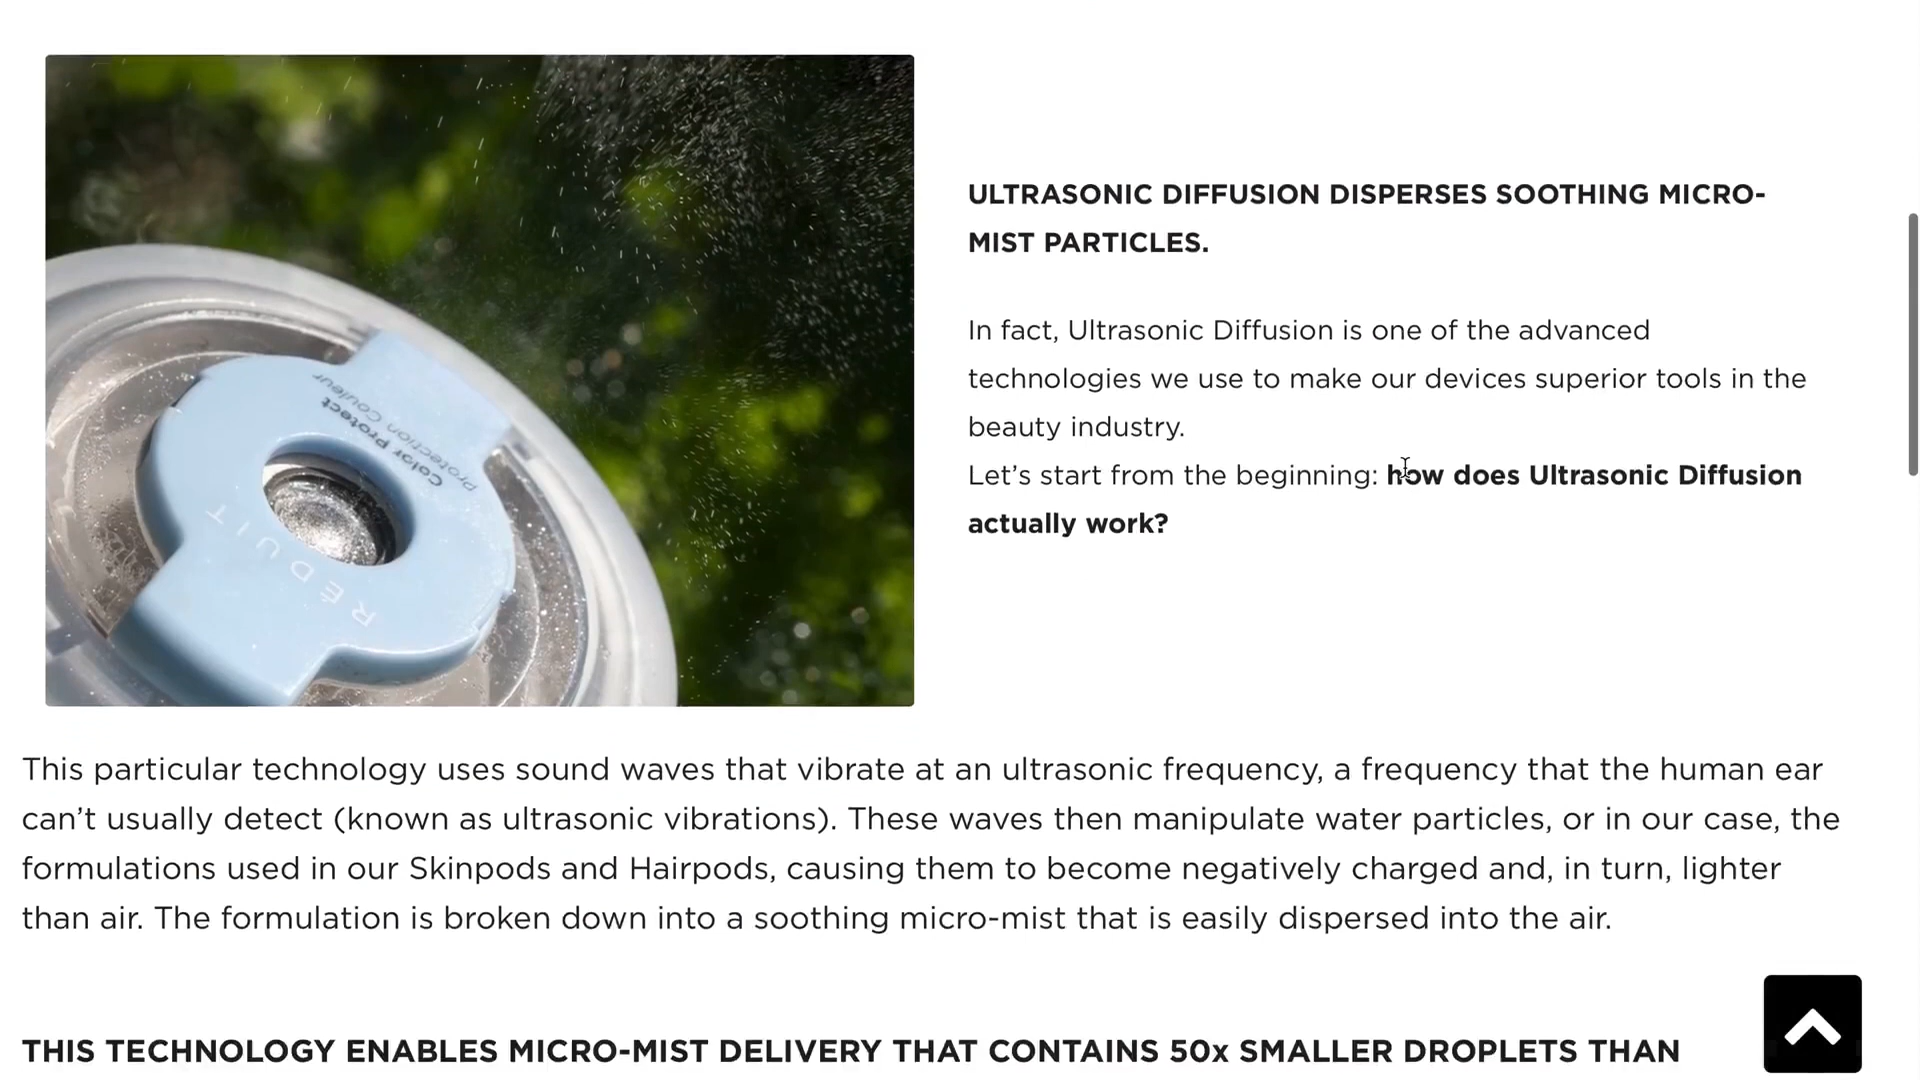 Color Protect
Protection Couleur
RÉDUIT
ULTRASONIC DIFFUSION DISPERSES SOOTHING MICRO-
MIST PARTICLES.
In fact, Ultrasonic Diffusion is one of the advanced
technologies we use to make our devices superior tools in the
beauty industry.
Let’s start from the beginning: how does Ultrasonic Diffusion
actually work?
This particular technology uses sound waves that vibrate at an ultrasonic frequency, a frequency that the human ear
can’t usually detect (known as ultrasonic vibrations). These waves then manipulate water particles, or in our case, the
formulations used in our Skinpods and Hairpods, causing them to become negatively charged and, in turn, lighter
than air. The formulation is broken down into a soothing micro-mist that is easily dispersed into the air.
THIS TECHNOLOGY ENABLES MICRO-MIST DELIVERY THAT CONTAINS 50x SMALLER DROPLETS THAN